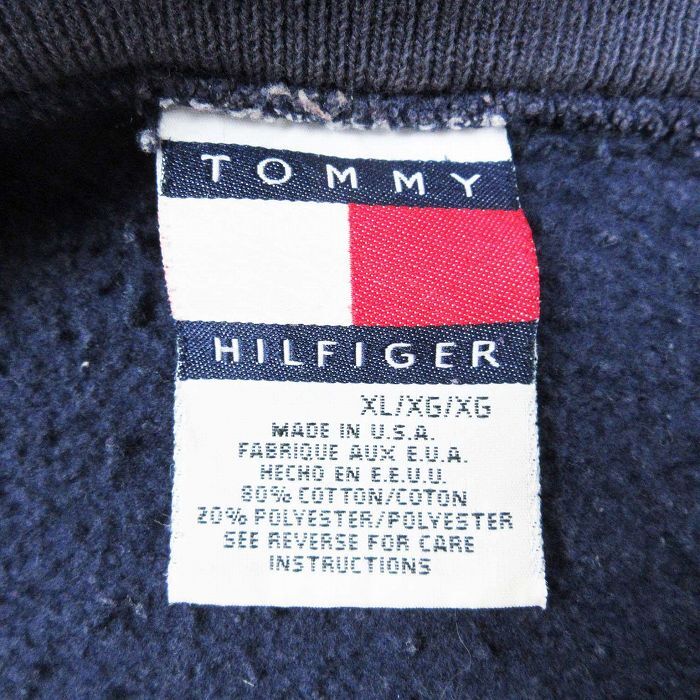 TOMMY
HILFIGER
XL/XG/XG
MADE IN U.S.A.
FABRIQUE AUX E.U.A.
HECHO EN E.E.U.U.
80% COTTON/COTON
20% POLYESTER/POLYESTER
SEE REVERSE FOR CARE
INSTRUCTIONS